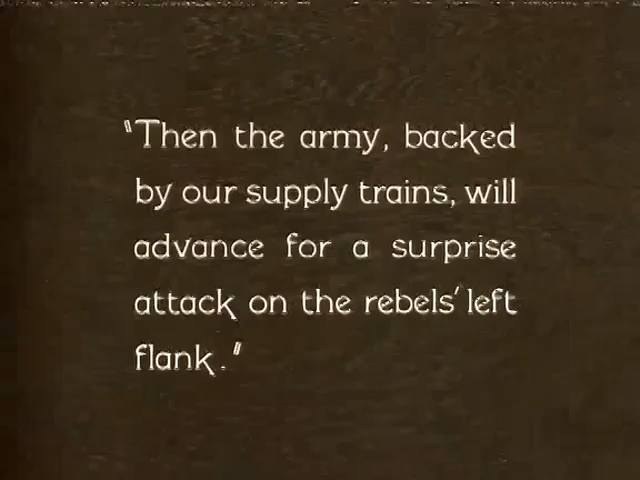 "Then the army, backed
by our supply trains, will
advance for a surprise
attack on the rebels' left
flank."